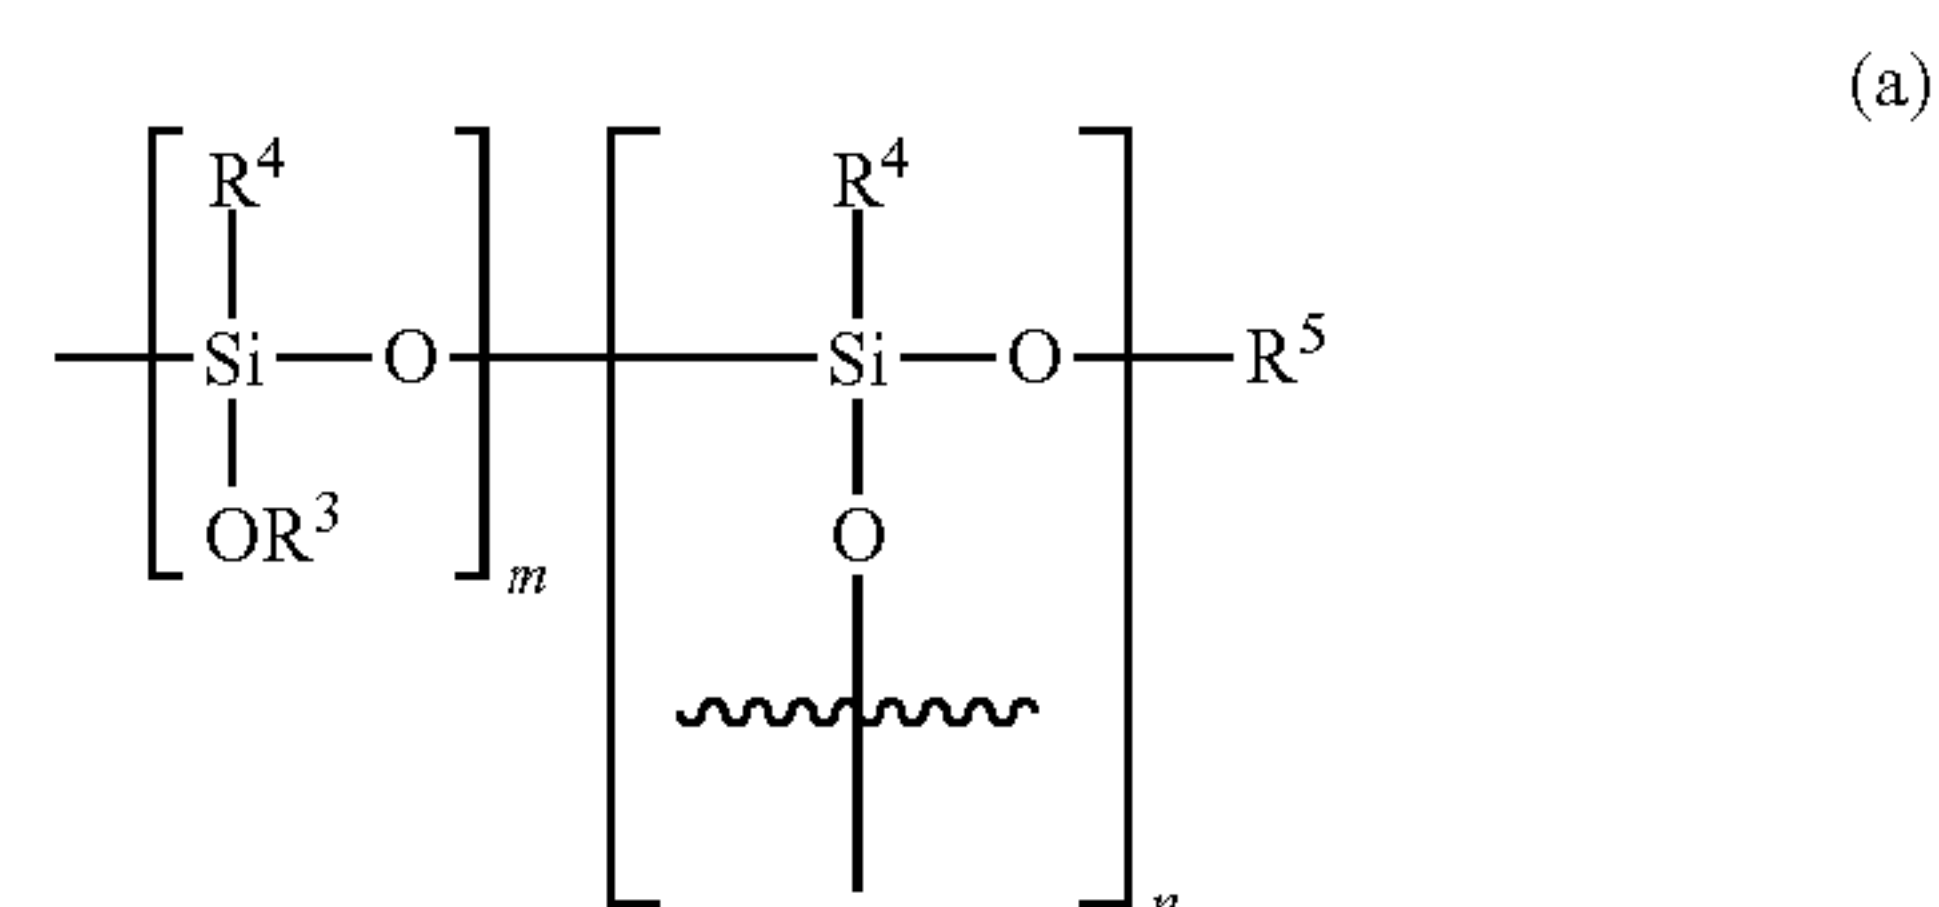 (a)
R⁴ R⁴
Si O Si O R⁵
OR³ O
m
n